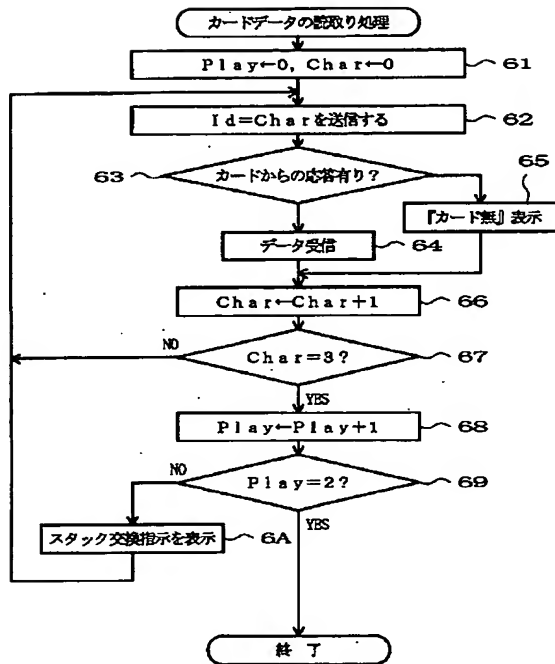 カードデータの読取り処理
Play←0, Char←0
61
Id=Charを送信する
62
63
カードからの応答有り?
65
『カード無』表示
データ受信
64
Char←Char+1
66
NO
Char=3?
67
YES
Play←Play+1
68
NO
Play=2?
69
YES
スタック交換指示を表示
6A
終了